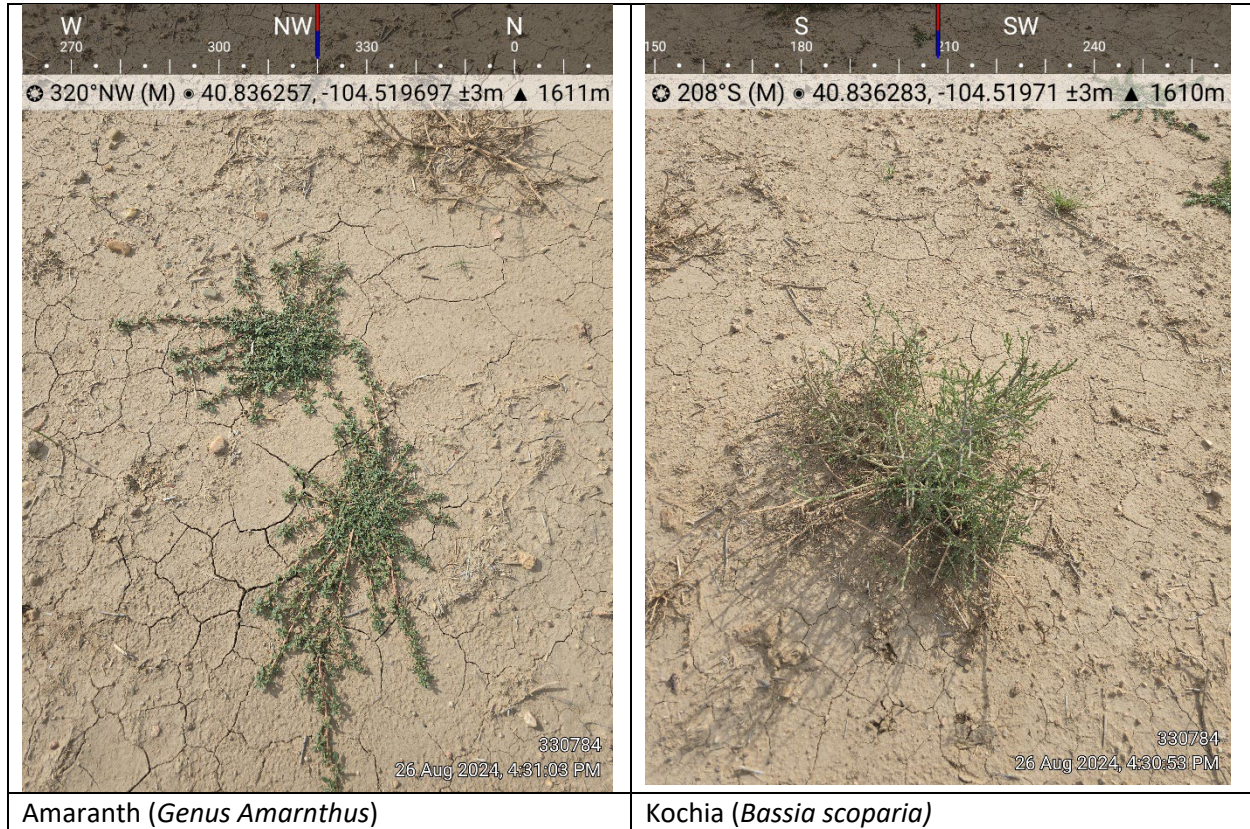 W NW N
270 300 330 0
320°NW (M) 40.836257, -104.519697 ±3m ▲ 1611m
330784
26 Aug 2024, 4:31:03 PM
S SW
150 180 210 240
208°S (M) 40.836283, -104.51971 ±3m ▲ 1610m
330784
26 Aug 2024, 4:30:53 PM
Amaranth (Genus Amarnthus)
Kochia (Bassia scoparia)